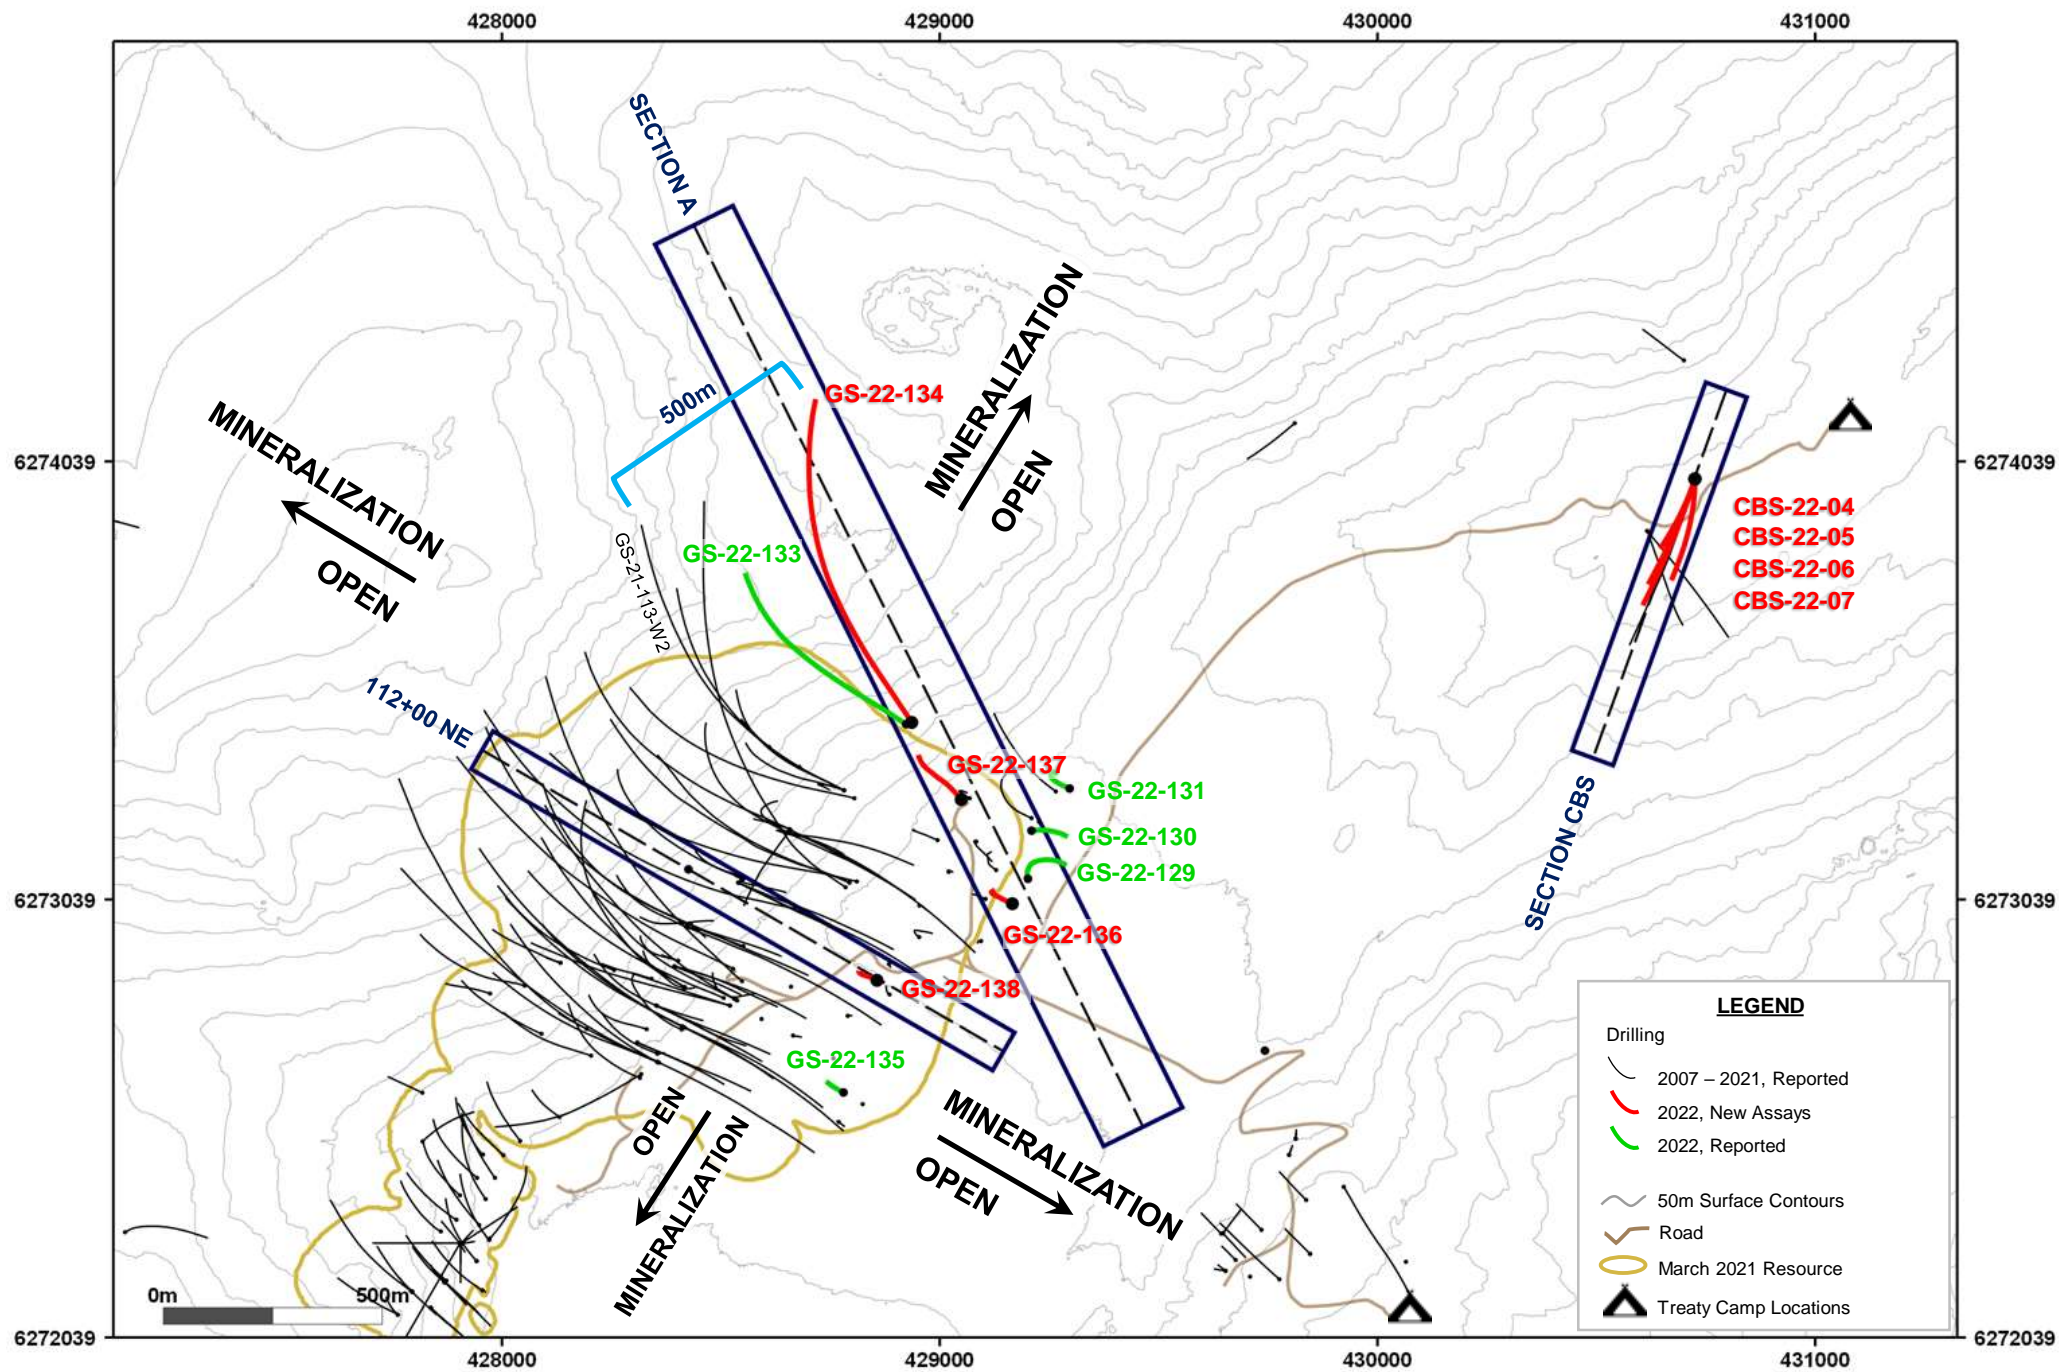 428000
429000
430000
431000
SECTION A
MINERALIZATION
OPEN
500m
GS-22-134
MINERALIZATION
OPEN
6274039
6274039
CBS-22-04
CBS-22-05
CBS-22-06
CBS-22-07
GS-21-113-W2
GS-22-133
112+00 NE
GS-22-137
GS-22-131
GS-22-130
GS-22-129
SECTION CBS
6273039
6273039
GS-22-136
GS-22-138
GS-22-135
OPEN
MINERALIZATION
MINERALIZATION
OPEN
LEGEND
Drilling
2007 – 2021, Reported
2022, New Assays
2022, Reported
50m Surface Contours
Road
March 2021 Resource
Treaty Camp Locations
0m
500m
6272039
6272039
428000
429000
430000
431000